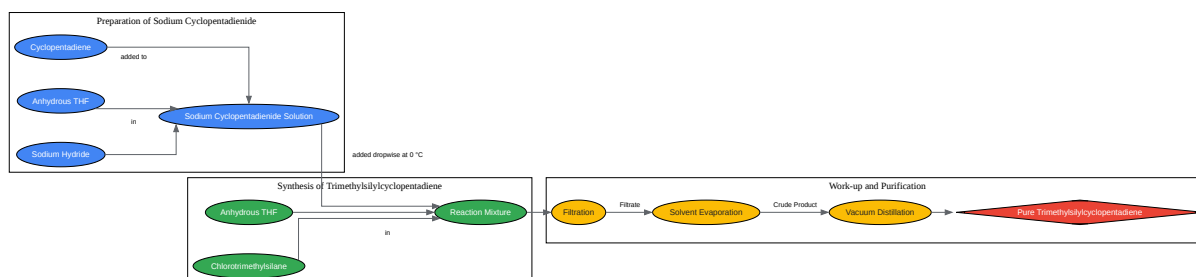 Preparation of Sodium Cyclopentadienide
Cyclopentadiene
added to
Anhydrous THF
in
Sodium Cyclopentadienide Solution
Sodium Hydride
added dropwise at 0 °C
Synthesis of Trimethylsilylcyclopentadiene
Anhydrous THF
in
Reaction Mixture
Chlorotrimethylsilane
Work-up and Purification
Filtration
Filtrate
Solvent Evaporation
Crude Product
Vacuum Distillation
Pure Trimethylsilylcyclopentadiene